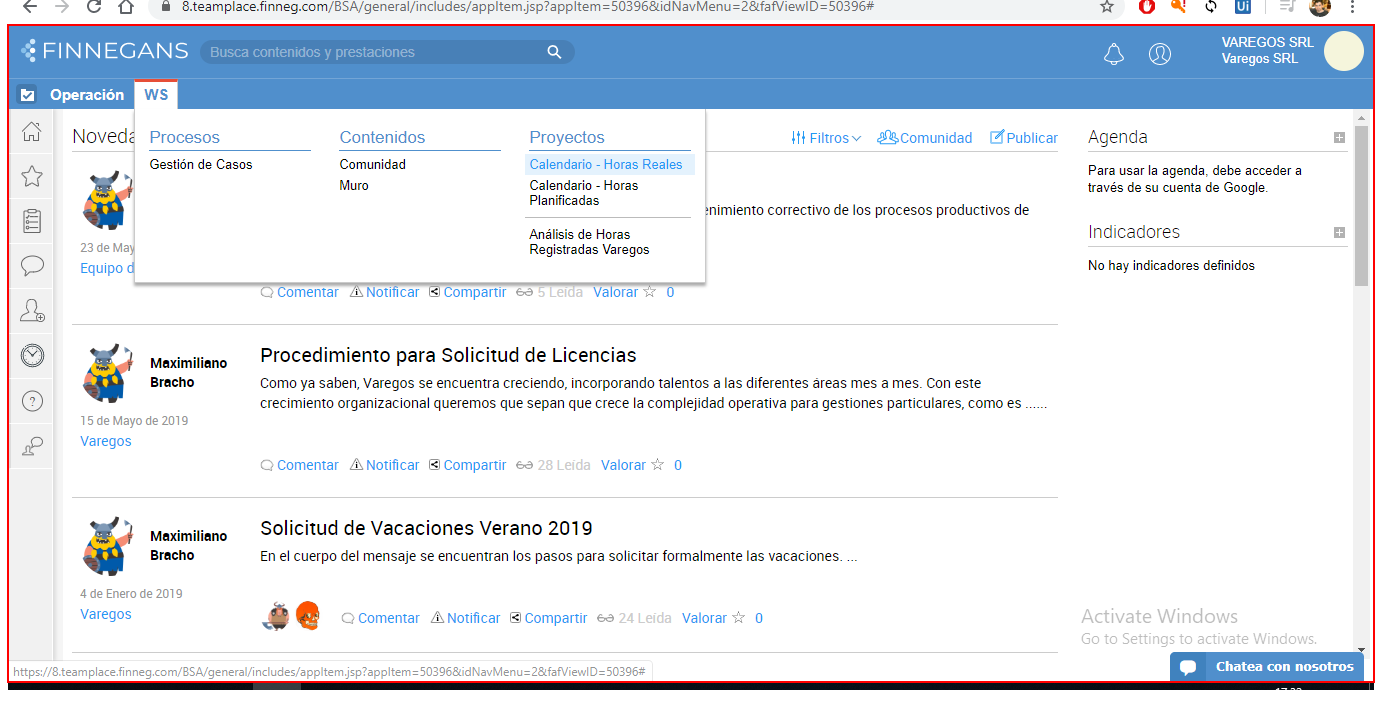 8.teamplace.finneg.com/BSA/general/includes/appItem.jsp?appItem=50396&idNavMenu=2&fafViewID=50396#
Ui
FINNEGANS
Busca contenidos y prestaciones
VAREGOS SRL
Varegos SRL
Operación
WS
Procesos
Gestión de Casos
Contenidos
Comunidad
Muro
Proyectos
Calendario - Horas Reales
Calendario - Horas
Planificadas
Análisis de Horas
Registradas Varegos
Filtros
Comunidad
Publicar
de los procesos productivos de
23 de May
Equipo d
Comentar Notificar Compartir 5 Leída Valorar 0
Maximiliano
Bracho
15 de Mayo de 2019
Varegos
Procedimiento para Solicitud de Licencias
Como ya saben, Varegos se encuentra creciendo, incorporando talentos a las diferentes áreas mes a mes. Con este
crecimiento organizacional queremos que sepan que crece la complejidad operativa para gestiones particulares, como es ......
Comentar Notificar Compartir 28 Leída Valorar 0
Maximiliano
Bracho
4 de Enero de 2019
Varegos
Solicitud de Vacaciones Verano 2019
En el cuerpo del mensaje se encuentran los pasos para solicitar formalmente las vacaciones. ...
Comentar Notificar Compartir 24 Leída Valorar 0
Agenda
Para usar la agenda, debe acceder a
través de su cuenta de Google.
Indicadores
No hay indicadores definidos
Activate Windows
Go to Settings to activate Windows.
Chatea con nosotros
https://8.teamplace.finneg.com/BSA/general/includes/appItem.jsp?appItem=50396&idNavMenu=2&fafViewID=50396#